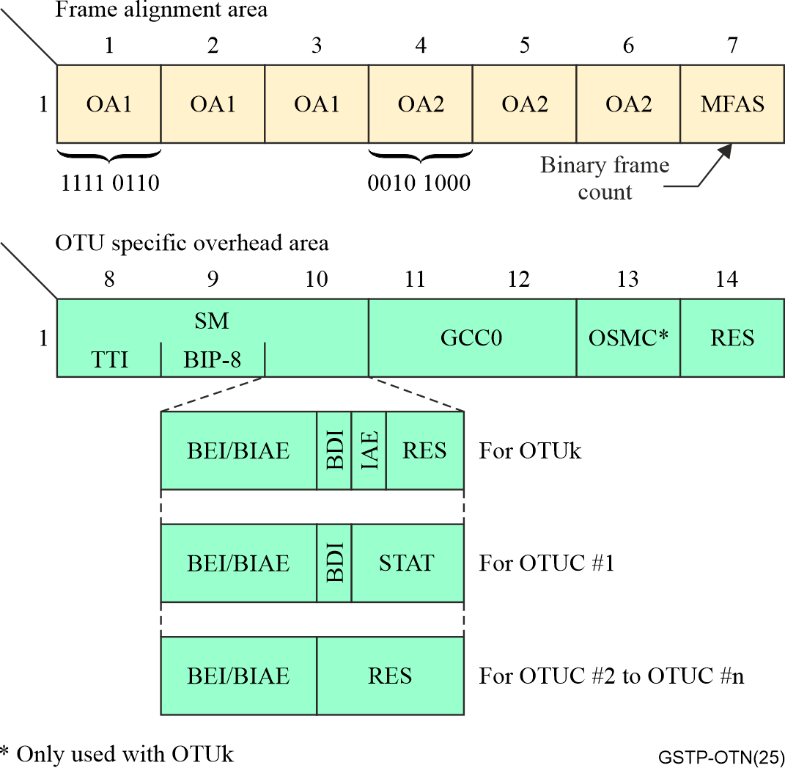 Frame alignment area
1 2 3 4 5 6 7
1 OA1 OA1 OA1 OA2 OA2 OA2 MFAS
1111 0110 0010 1000 Binary frame
count
OTU specific overhead area
8 9 10 11 12 13 14
1 SM GCC0 OSMC* RES
TTI BIP-8
BEI/BIAE BDI IAE RES For OTUk
BEI/BIAE BDI STAT For OTUC #1
BEI/BIAE RES For OTUC #2 to OTUC #n
* Only used with OTUk
GSTP-OTN(25)